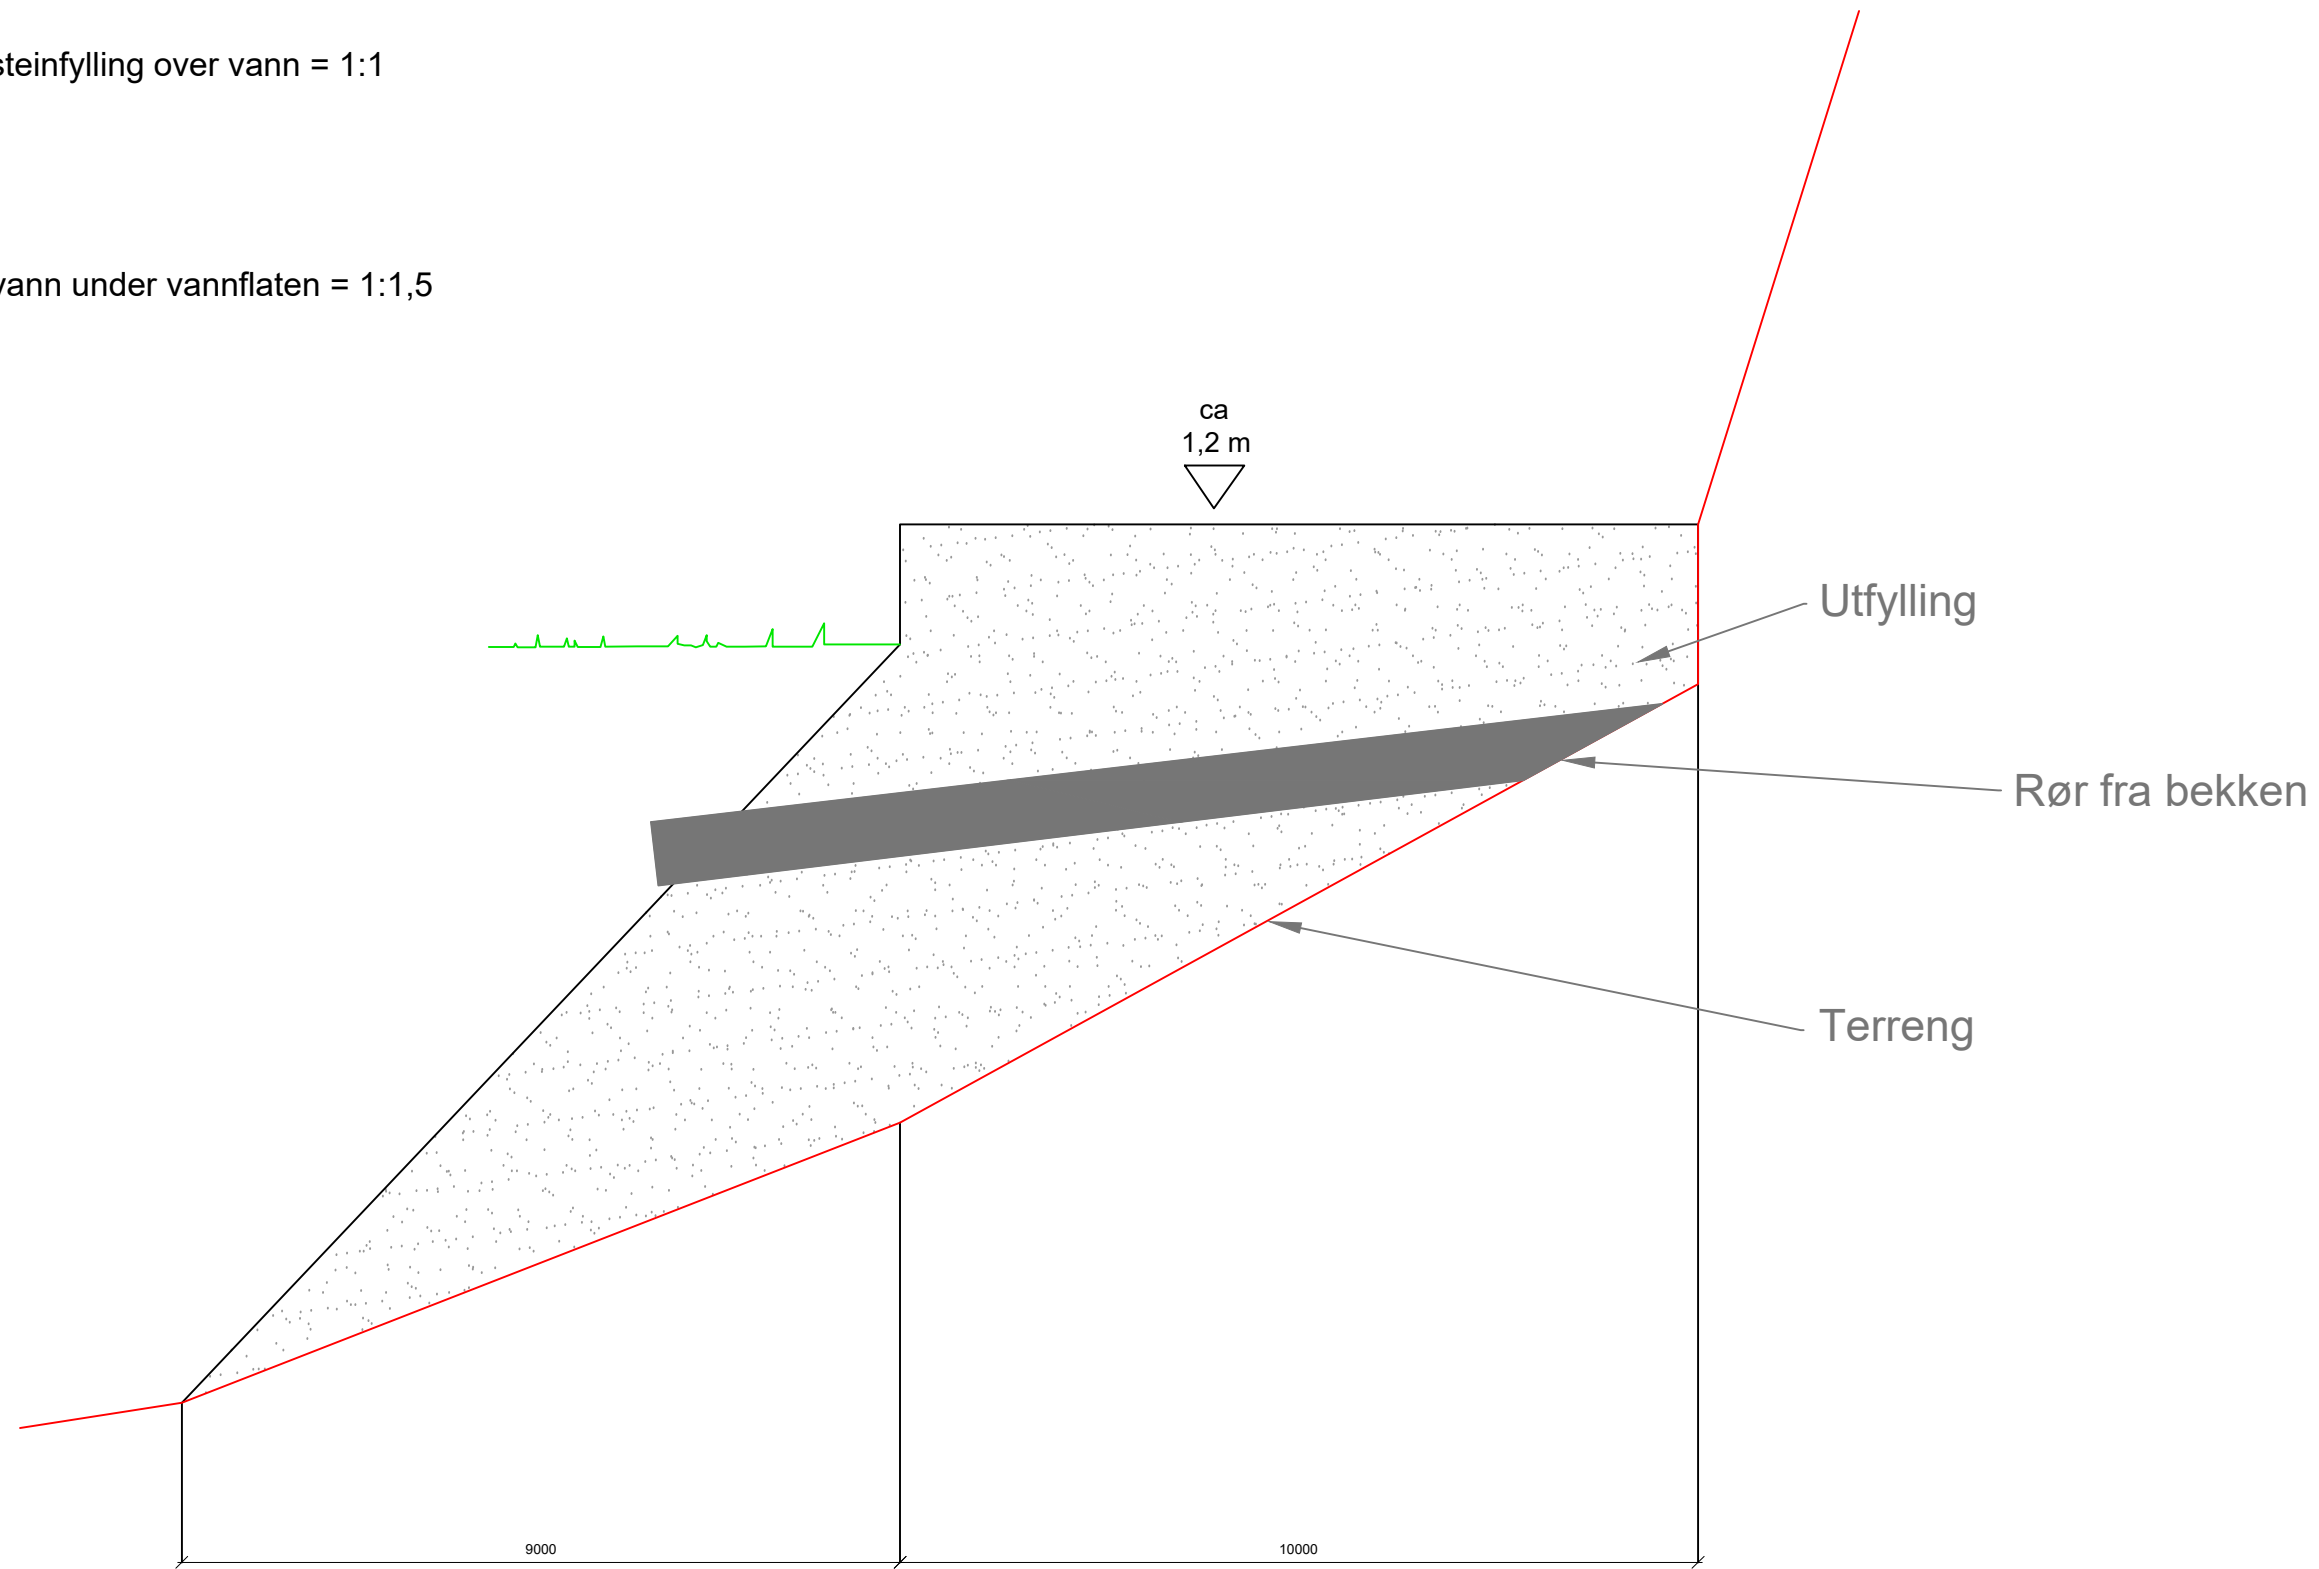 steinfylling over vann = 1:1
vann under vannflaten = 1:1,5
ca
1,2 m
Utfylling
Rør fra bekken
Terreng
9000
10000